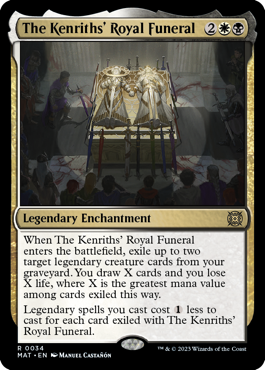 The Kenriths' Royal Funeral 2
Legendary Enchantment
When The Kenriths' Royal Funeral
enters the battlefield, exile up to two
target legendary creature cards from your
graveyard. You draw X cards and you lose
X life, where X is the greatest mana value
among cards exiled this way.
Legendary spells you cast cost 1 less to
cast for each card exiled with The Kenriths'
Royal Funeral.
R 0034
MAT • EN MANUEL CASTAÑÓN
™ & © 2023 Wizards of the Coast